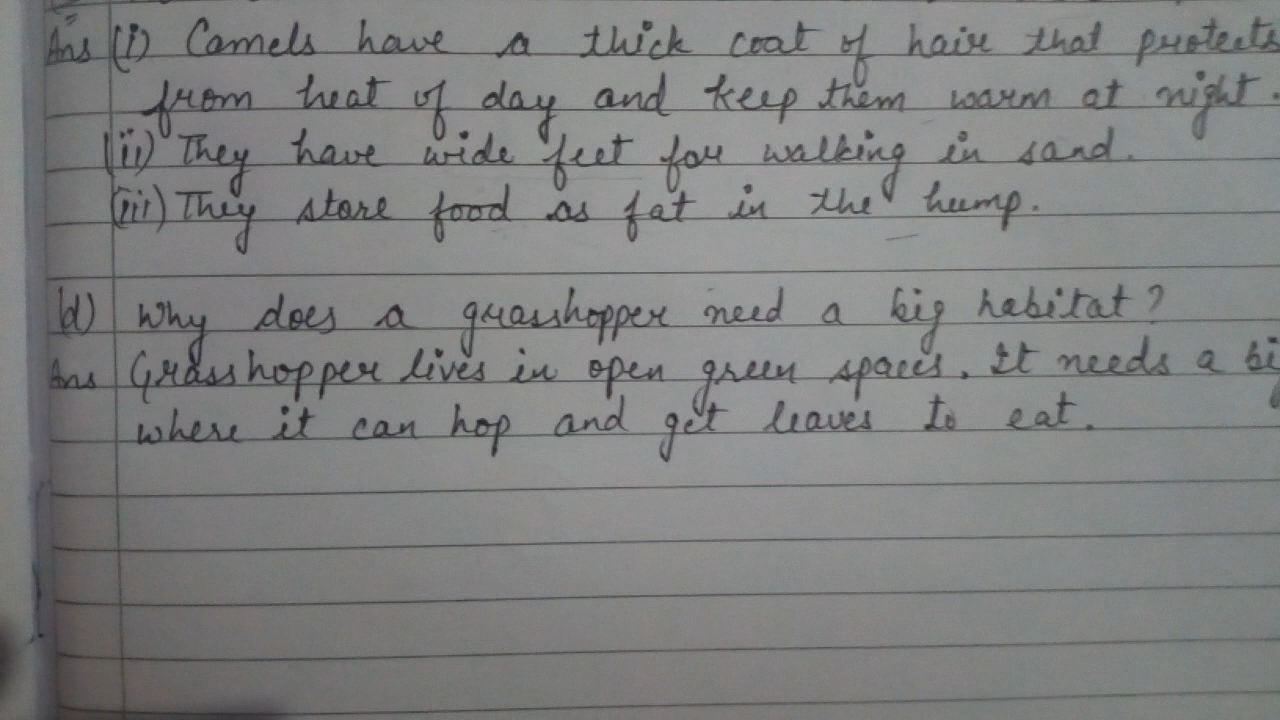 Ans (i) Camels have a thick coat of hair that protects
from heat of day and keep them warm at night.
(ii) They have wide feet for walking in sand.
(iii) They store food as fat in the hump.
d) Why does a grasshopper need a big habitat?
Ans Grasshopper lives in open green spaces. It needs a
where it can hop and get leaves to eat.